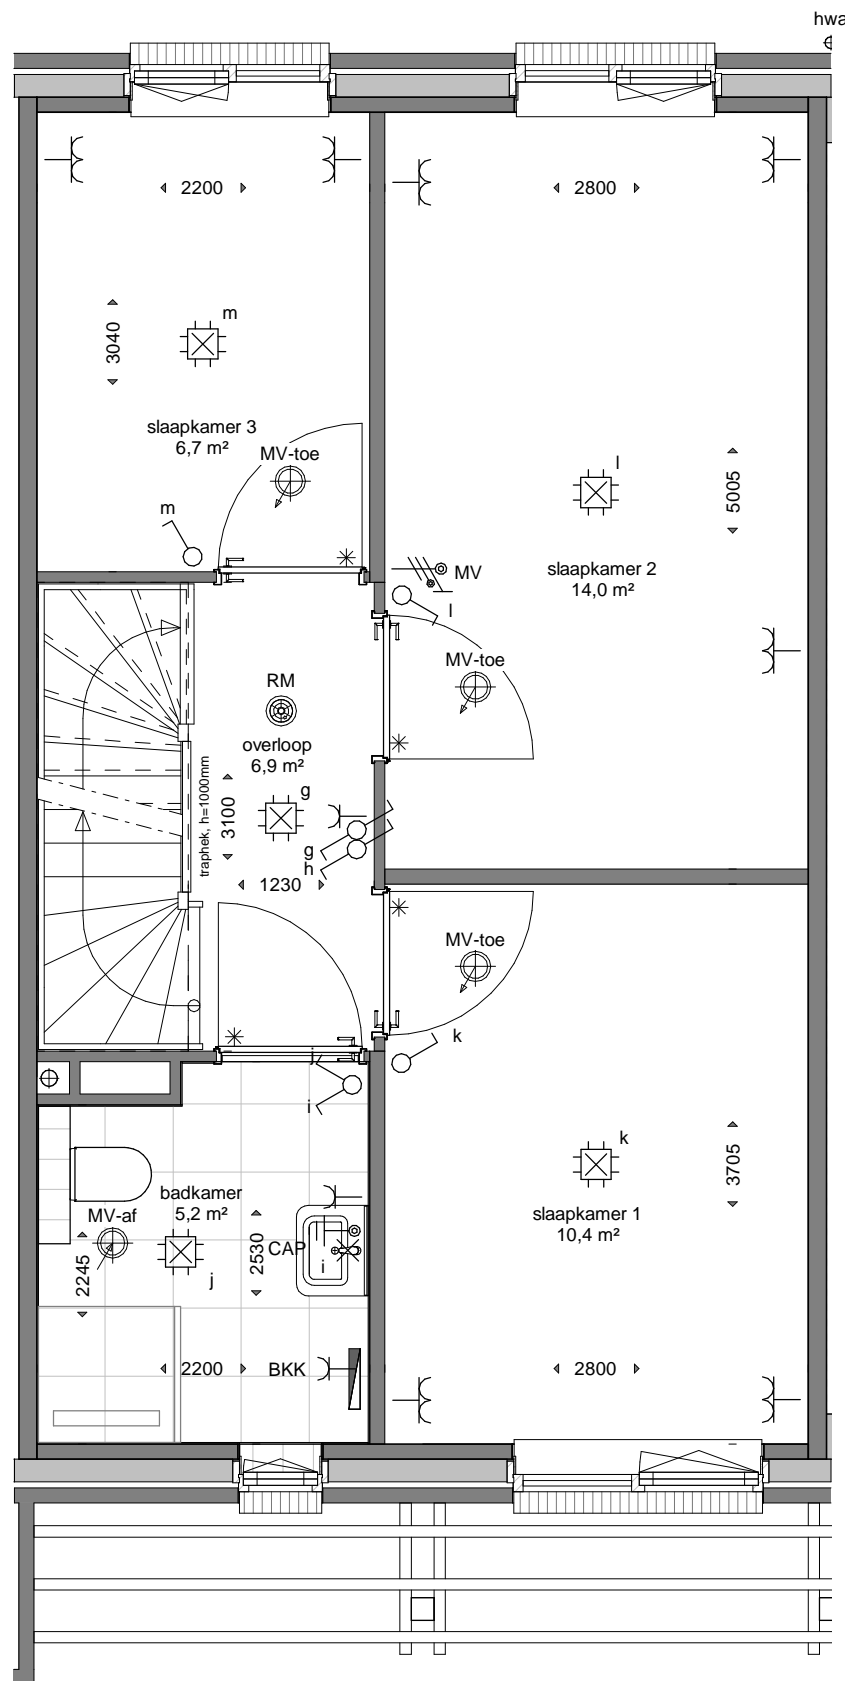 hwa
2200
2800
m
3040
slaapkamer 3
6,7 m²
MV-toe
m
l
5005
slaapkamer 2
14,0 m²
MV
l
MV-toe
RM
overloop
6,9 m²
traphek, h=1000mm
3100
g
g
h
1230
MV-toe
k
j
i
k
3705
slaapkamer 1
10,4 m²
badkamer
5,2 m²
MV-af
2245
j
2530
CAP
i
2200
BKK
2800